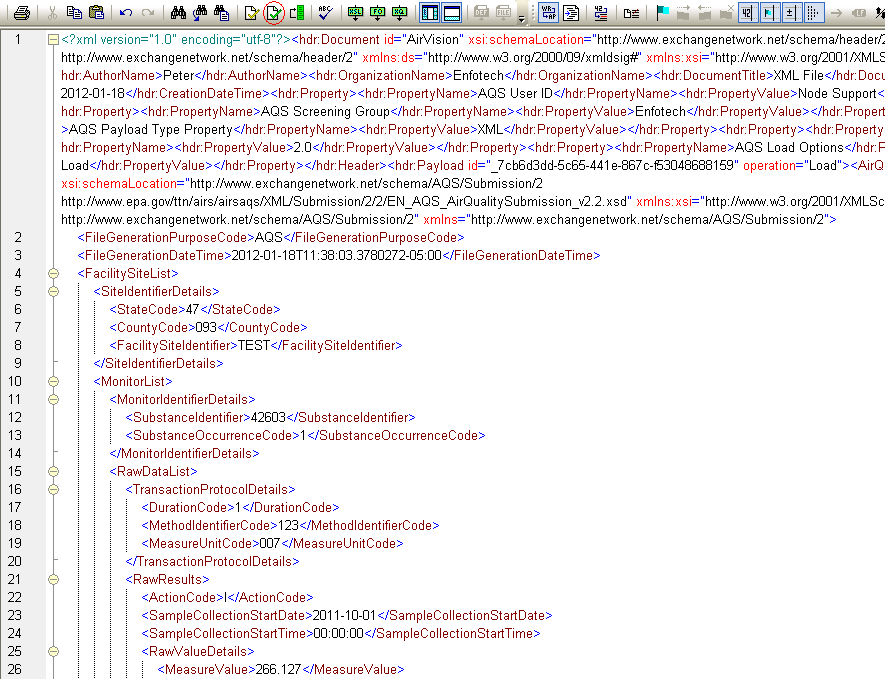 1 <?xml version="1.0" encoding="utf-8"?><hdr:Document id="AirVision" xsi:schemaLocation="http://www.exchangenetwork.net/schema/header/2
http://www.exchangenetwork.net/schema/header/2" xmlns:ds="http://www.w3.org/2000/09/xmldsig#" xmlns:xsi="http://www.w3.org/2001/XMLS
hdr:AuthorName>Peter</hdr:AuthorName><hdr:OrganizationName>Enfotech</hdr:OrganizationName><hdr:DocumentTitle>XML File</hdr:Docu
2012-01-18</hdr:CreationDateTime><hdr:Property><hdr:PropertyName>AQS User ID</hdr:PropertyName><hdr:PropertyValue>Node Support<
hdr:Property><hdr:PropertyName>AQS Screening Group</hdr:PropertyName><hdr:PropertyValue>Enfotech</hdr:PropertyValue></hdr:Propert
>AQS Payload Type Property</hdr:PropertyName><hdr:PropertyValue>XML</hdr:PropertyValue></hdr:Property><hdr:Property><hdr:Property
hdr:PropertyName><hdr:PropertyValue>2.0</hdr:PropertyValue></hdr:Property><hdr:Property><hdr:PropertyName>AQS Load Options</hdr:P
Load</hdr:PropertyValue></hdr:Property></hdr:Header><hdr:Payload id="_7cb6d3dd-5c65-441e-867c-f53048688159" operation="Load"><AirQ
xsi:schemaLocation="http://www.exchangenetwork.net/schema/AQS/Submission/2
http://www.epa.gov/ttn/airs/airsaqs/XML/Submission/2/2/EN_AQS_AirQualitySubmission_v2.2.xsd" xmlns:xsi="http://www.w3.org/2001/XMLSc
http://www.exchangenetwork.net/schema/AQS/Submission/2" xmlns="http://www.exchangenetwork.net/schema/AQS/Submission/2">
2 <FileGenerationPurposeCode>AQS</FileGenerationPurposeCode>
3 <FileGenerationDateTime>2012-01-18T11:38:03.3780272-05:00</FileGenerationDateTime>
4 <FacilitySiteList>
5 <SiteIdentifierDetails>
6 <StateCode>47</StateCode>
7 <CountyCode>093</CountyCode>
8 <FacilitySiteIdentifier>TEST</FacilitySiteIdentifier>
9 </SiteIdentifierDetails>
10 <MonitorList>
11 <MonitorIdentifierDetails>
12 <SubstanceIdentifier>42603</SubstanceIdentifier>
13 <SubstanceOccurrenceCode>1</SubstanceOccurrenceCode>
14 </MonitorIdentifierDetails>
15 <RawDataList>
16 <TransactionProtocolDetails>
17 <DurationCode>1</DurationCode>
18 <MethodIdentifierCode>123</MethodIdentifierCode>
19 <MeasureUnitCode>007</MeasureUnitCode>
20 </TransactionProtocolDetails>
21 <RawResults>
22 <ActionCode>I</ActionCode>
23 <SampleCollectionStartDate>2011-10-01</SampleCollectionStartDate>
24 <SampleCollectionStartTime>00:00:00</SampleCollectionStartTime>
25 <RawValueDetails>
26 <MeasureValue>266.127</MeasureValue>